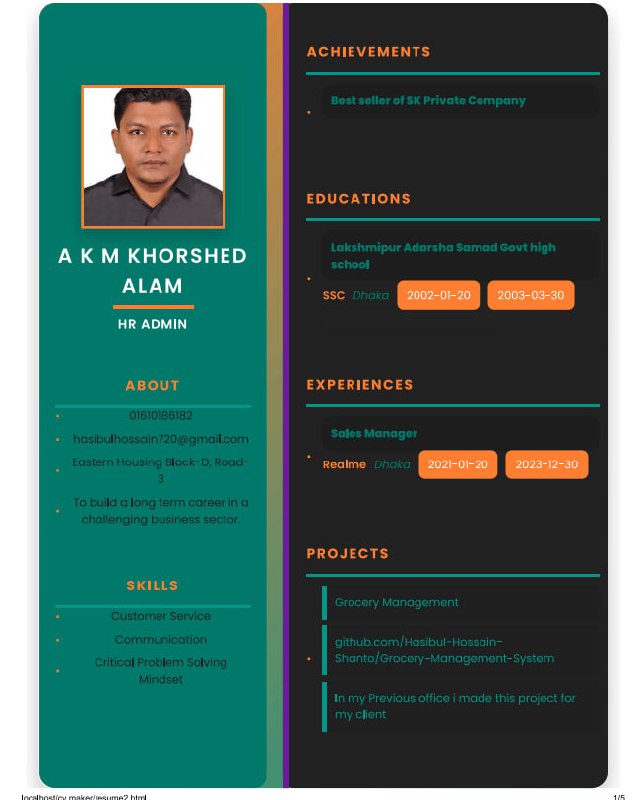 A K M KHORSHED
ALAM
HR ADMIN
ABOUT
01610186182
hasibulhossain720@gmail.com
Eastern Housing Block-D, Road-
3
To build a long term career in a
challenging business sector.
SKILLS
Customer Service
Communication
Critical Problem Solving
Mindset
ACHIEVEMENTS
Best seller of SK Private Company
EDUCATIONS
Lakshmipur Adarsha Samad Govt high
school
SSC Dhaka 2002-01-20 2003-03-30
EXPERIENCES
Sales Manager
Realme Dhaka 2021-01-20 2023-12-30
PROJECTS
Grocery Management
github.com/Hasibul-Hossain-
Shanto/Grocery-Management-System
In my Previous office i made this project for
my client
localhost/cv maker/resume2.html 1/5